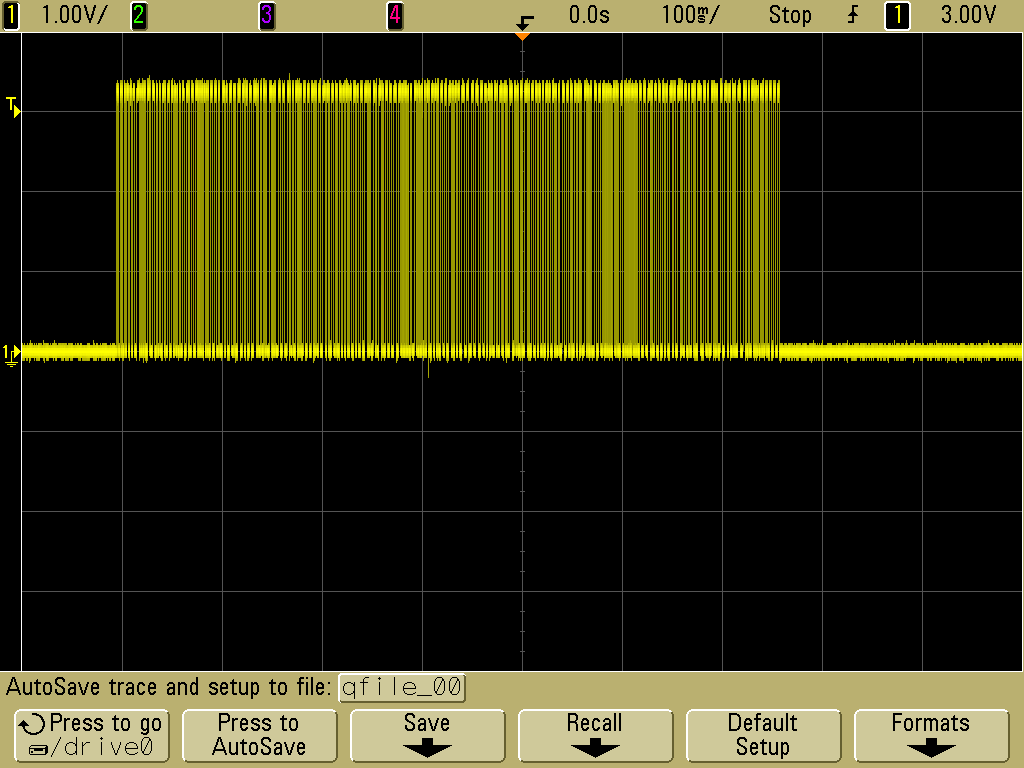 1 1.00V/ 2 3 4 0.0s 100ms/ Stop 1 3.00V
T
1
AutoSave trace and setup to file: qfile_00
Press to go
/drive0
Press to
AutoSave
Save
Recall
Default
Setup
Formats